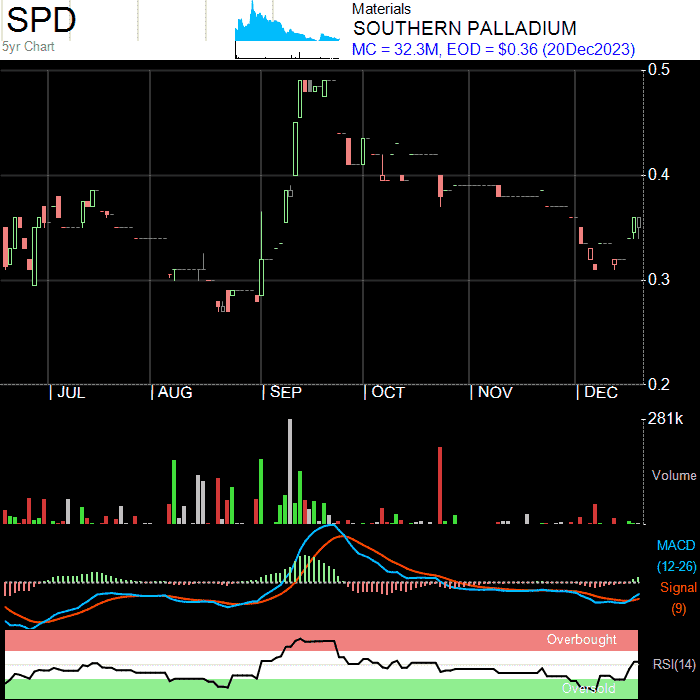 SPD
5yr Chart
Materials
SOUTHERN PALLADIUM
MC = 32.3M, EOD = $0.36 (20Dec2023)
0.5
0.4
0.3
0.2
JUL
AUG
SEP
OCT
NOV
DEC
281k
Volume
MACD
(12-26)
Signal
(9)
Overbought
RSI(14)
Oversold